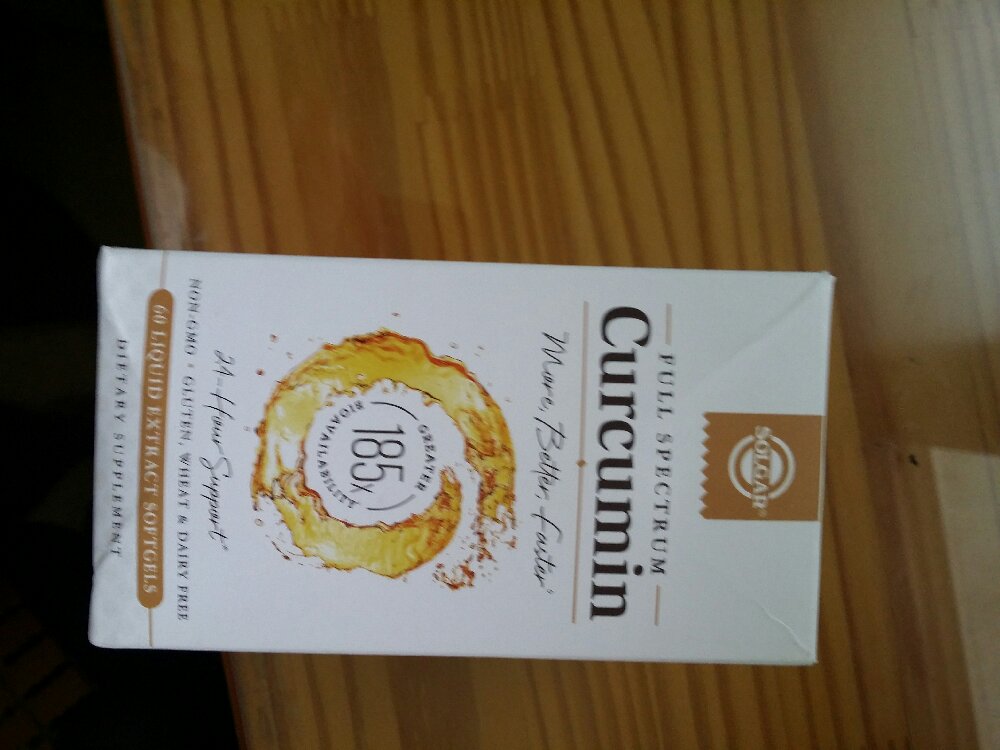 SOLGAR®
FULL SPECTRUM
Curcumin
More, Better, Faster
185x
GREATER
BIOAVAILABILITY
24-Hour Support
NON-GMO • GLUTEN, WHEAT & DAIRY FREE
60 LIQUID EXTRACT SOFTGELS
DIETARY SUPPLEMENT